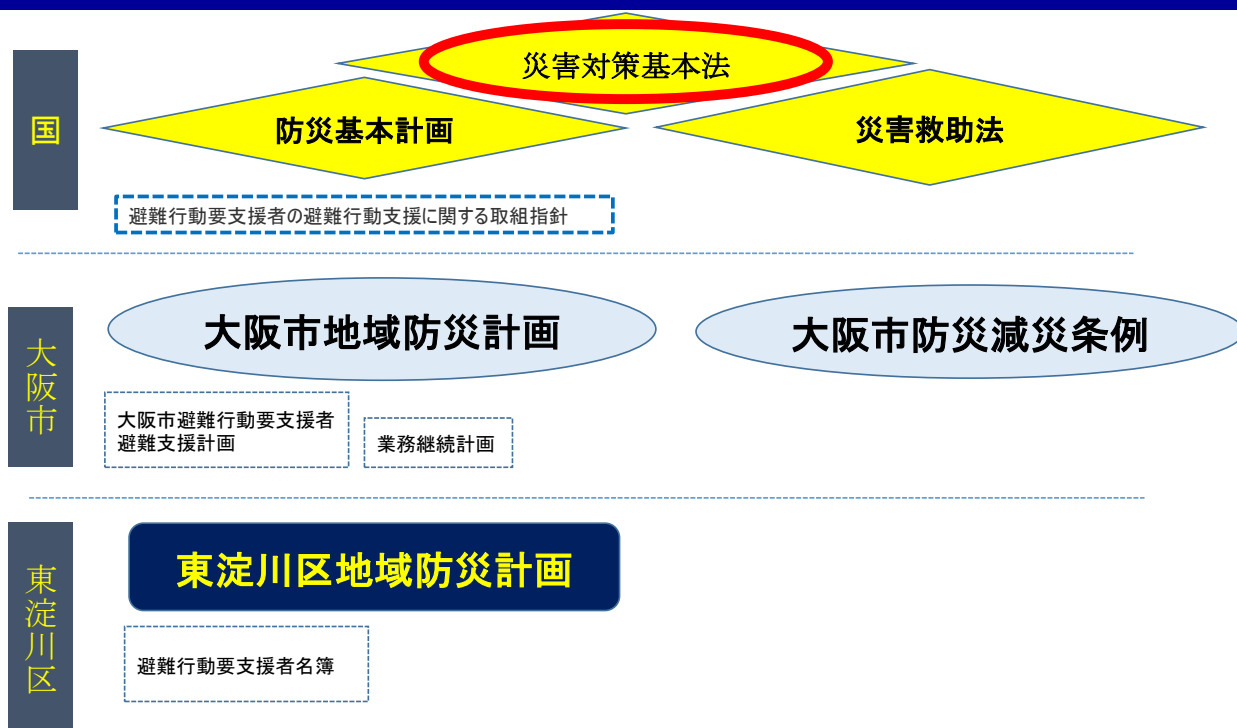 国
災害対策基本法
防災基本計画
災害救助法
避難行動要支援者の避難行動支援に関する取組指針
大阪市
大阪市地域防災計画
大阪市防災減災条例
大阪市避難行動要支援者
避難支援計画
業務継続計画
東淀川区
東淀川区地域防災計画
避難行動要支援者名簿